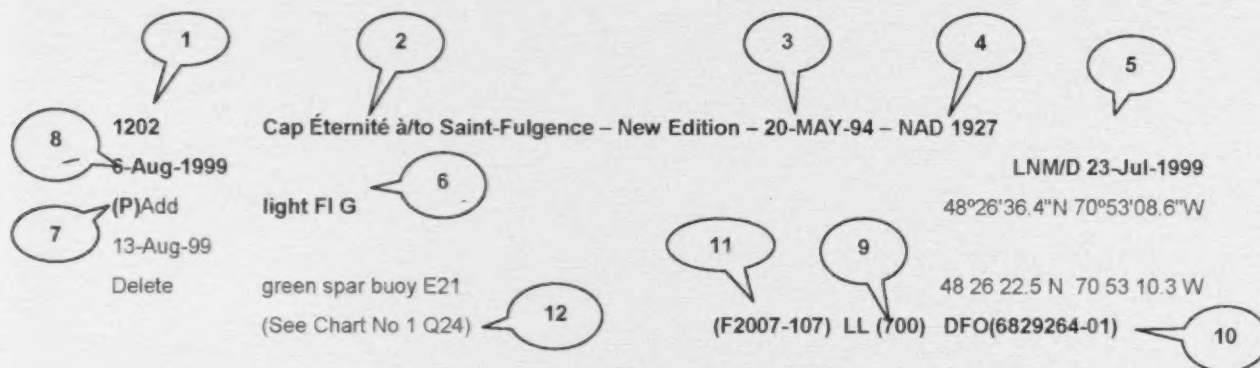 1 2 3 4 5
1202 Cap Éternité à/to Saint-Fulgence – New Edition – 20-MAY-94 – NAD 1927
8 6-Aug-1999 LNM/D 23-Jul-1999
6
(P)Add light Fl G 48°26'36.4"N 70°53'08.6"W
7 13-Aug-99 11 9
Delete green spar buoy E21 48 26 22.5 N 70 53 10.3 W
(See Chart No 1 Q24) 12 (F2007-107) LL (700) DFO(6829264-01) 10